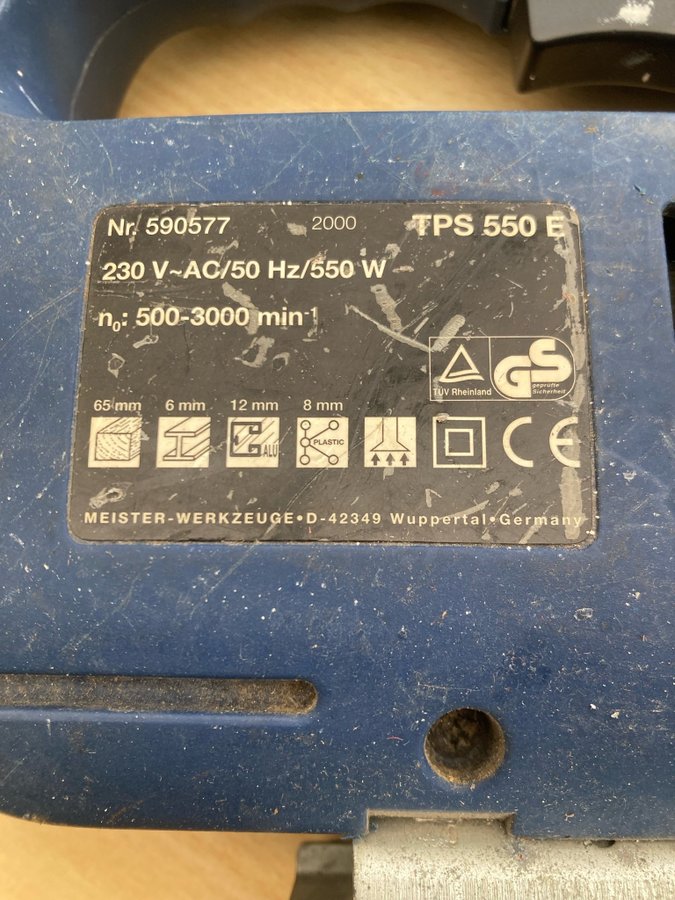 Nr. 590577 2000 TPS 550 E
230 V~AC/50 Hz/550 W
n₀: 500-3000 min⁻¹
TÜV Rheinland
GS
geprüfte
Sicherheit
65 mm 6 mm 12 mm 8 mm
ALU
PLASTIC
CE
MEISTER-WERKZEUGE•D-42349 Wuppertal•Germany